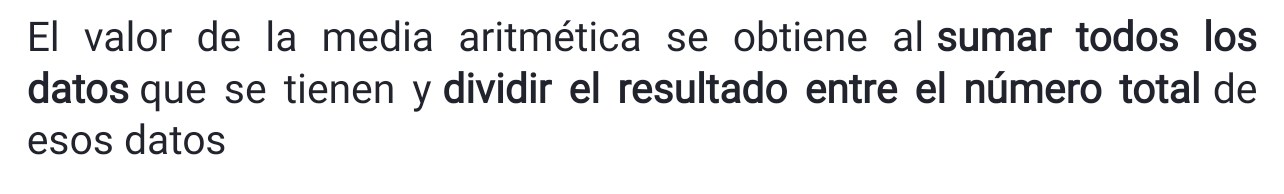 El valor de la media aritmética se obtiene al sumar todos los
datos que se tienen y dividir el resultado entre el número total de
esos datos